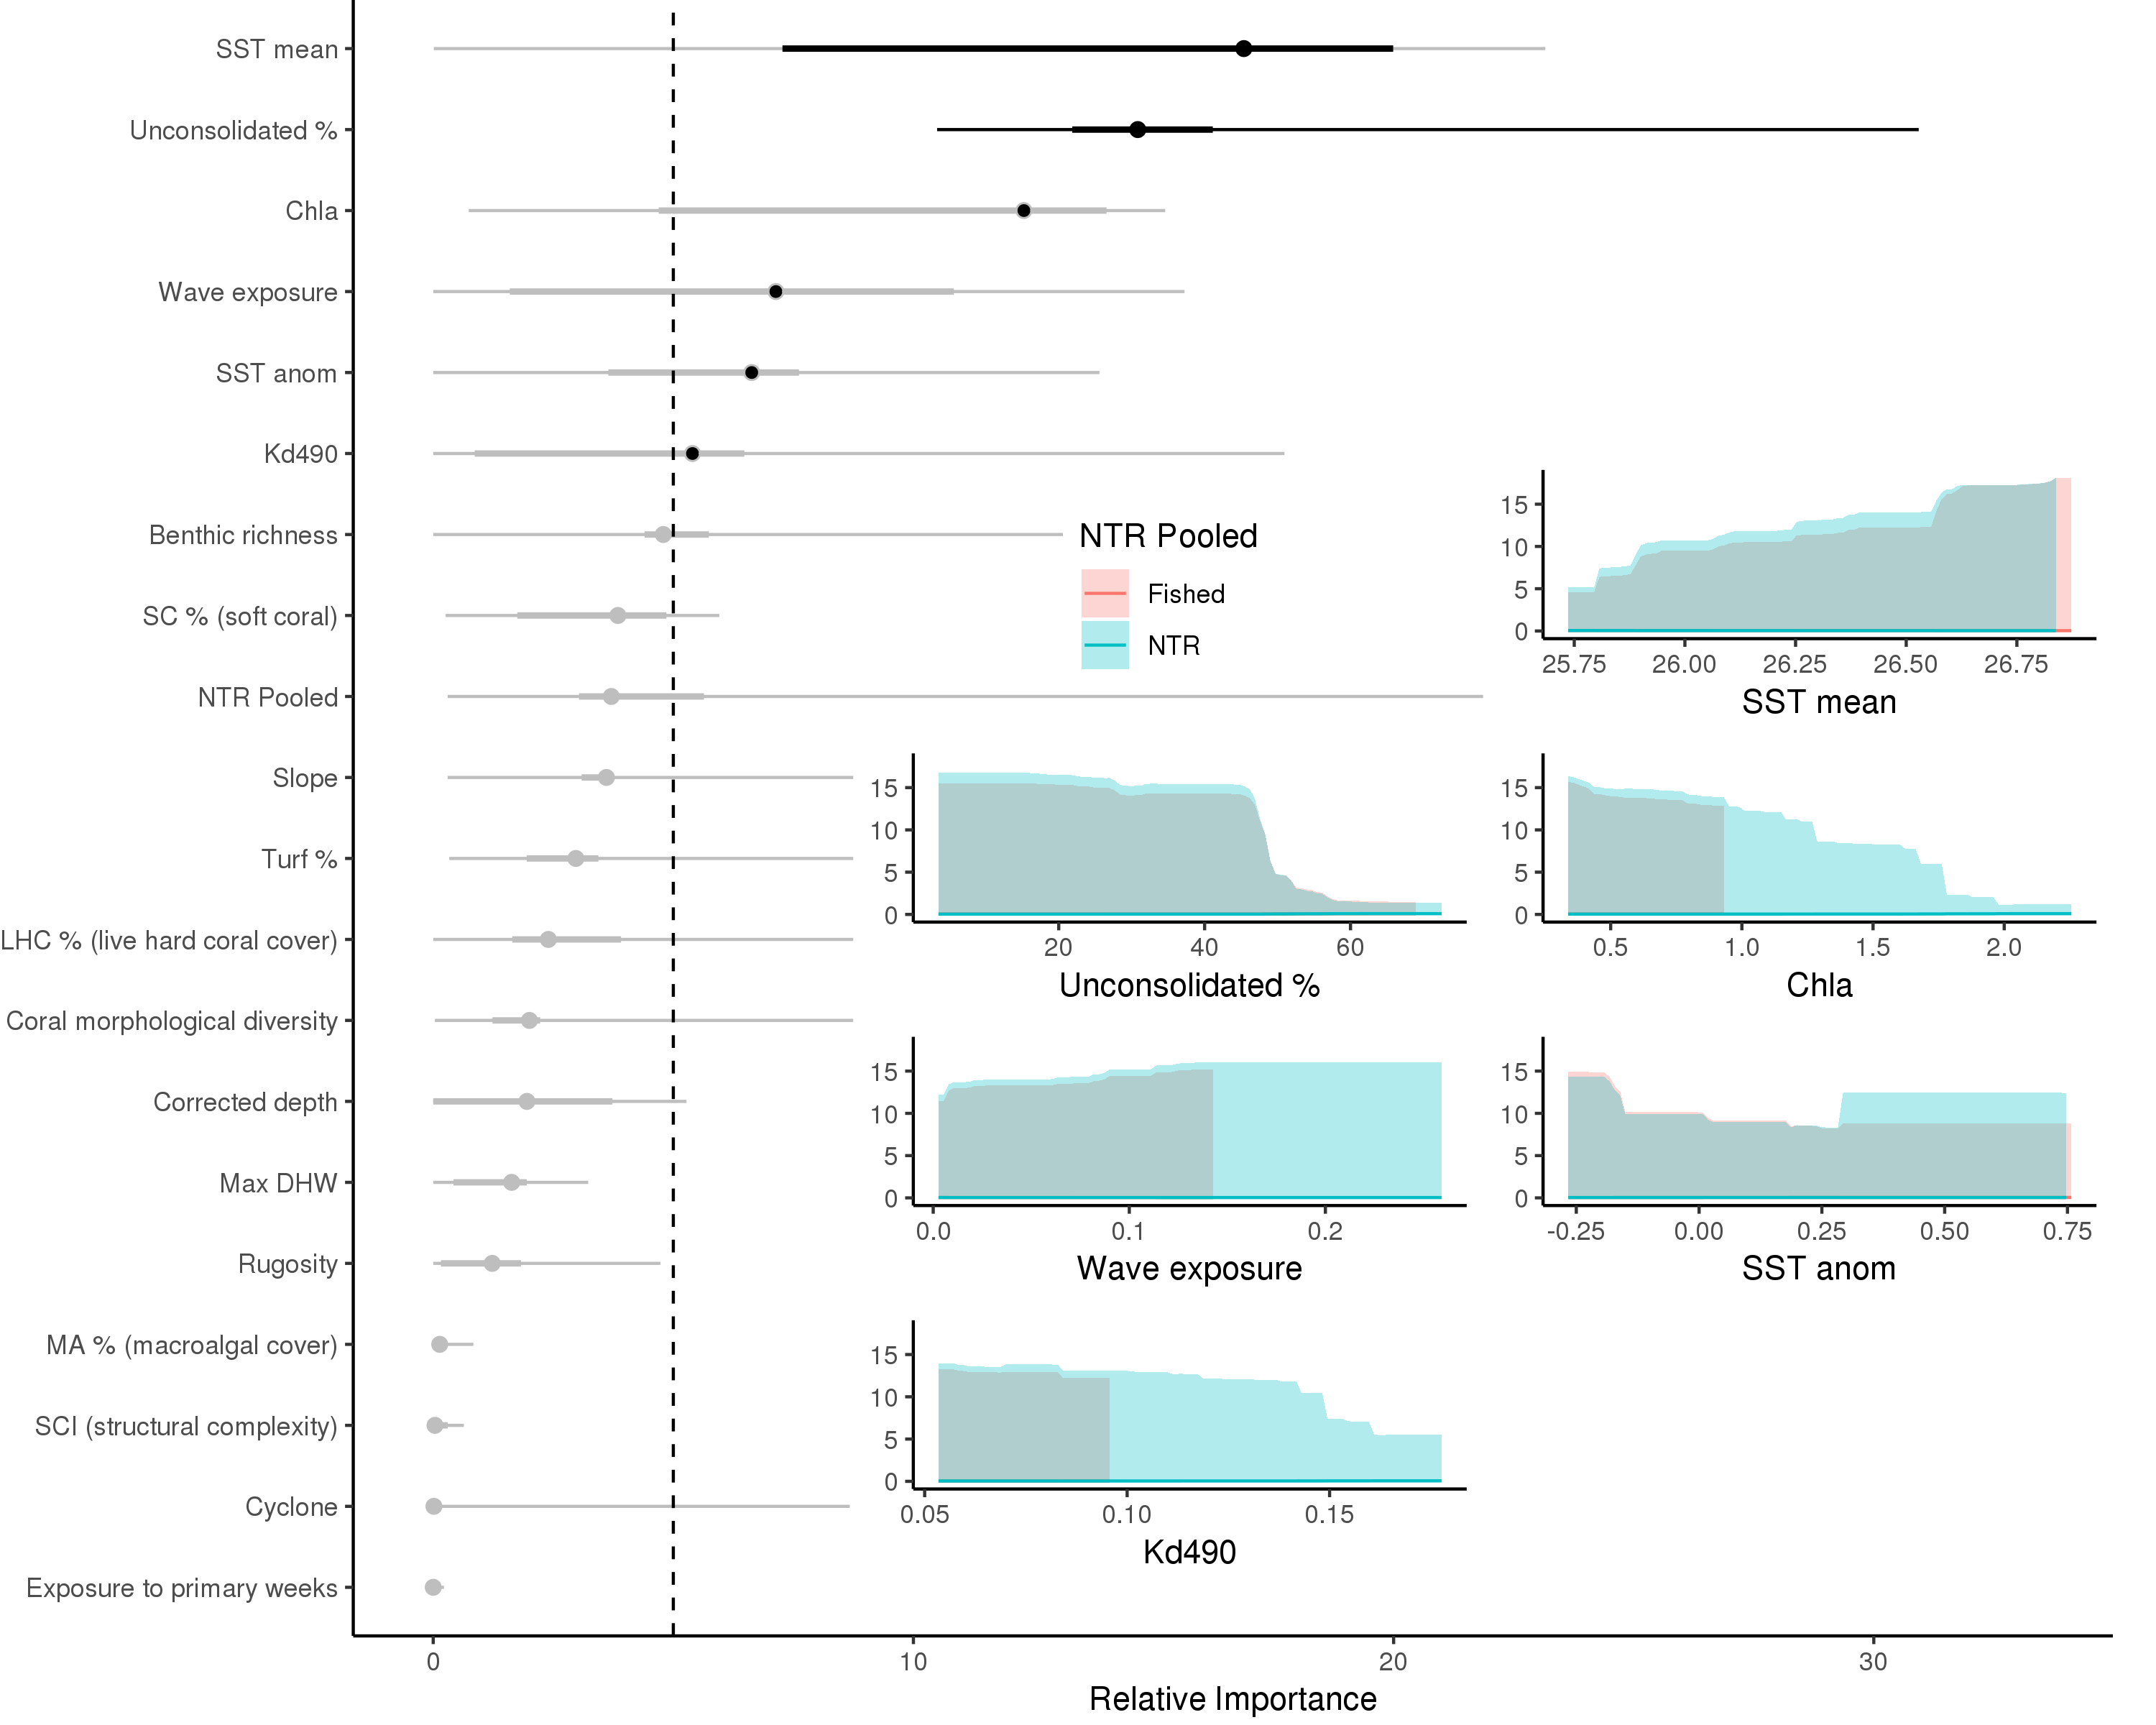 SST mean
Unconsolidated %
Chla
Wave exposure
SST anom
Kd490
Benthic richness
SC % (soft coral)
NTR Pooled
Slope
Turf %
LHC % (live hard coral cover)
Coral morphological diversity
Corrected depth
Max DHW
Rugosity
MA % (macroalgal cover)
SCI (structural complexity)
Cyclone
Exposure to primary weeks
0 10 20 30
Relative Importance
NTR Pooled
Fished
NTR
15
10
5
0
25.75 26.00 26.25 26.50 26.75
SST mean
15
10
5
0
20 40 60
Unconsolidated %
15
10
5
0
0.5 1.0 1.5 2.0
Chla
15
10
5
0
0.0 0.1 0.2
Wave exposure
15
10
5
0
-0.25 0.00 0.25 0.50 0.75
SST anom
15
10
5
0
0.05 0.10 0.15
Kd490